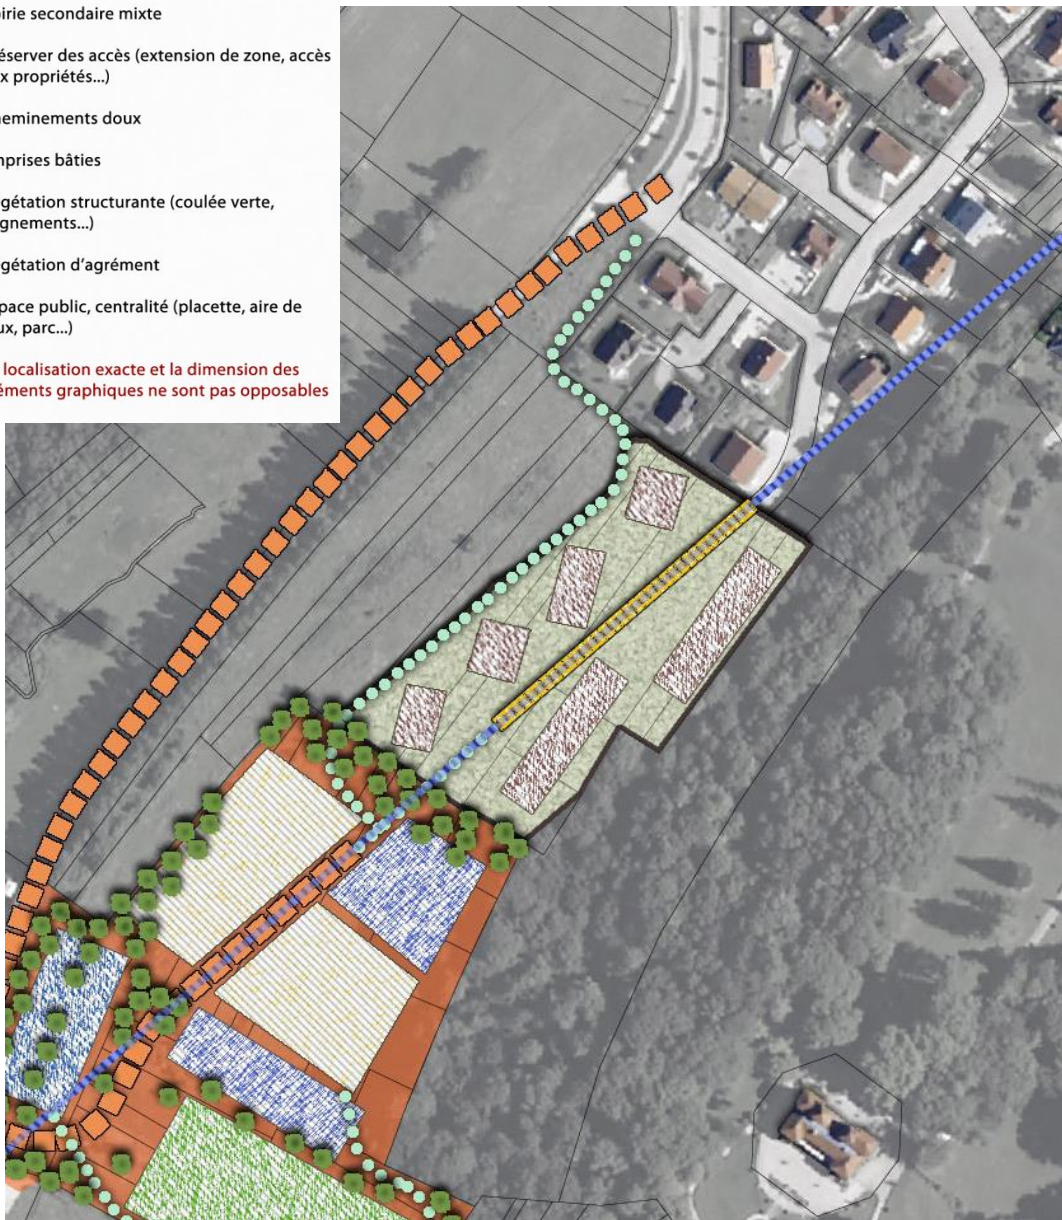 irie secondaire mixte
éserver des accès (extension de zone, accès
x propriétés...)
eminements doux
prises bâties
gétation structurante (coulée verte,
gnements...)
gétation d'agrément
pace public, centralité (placette, aire de
ux, parc...)
localisation exacte et la dimension des
éments graphiques ne sont pas opposables